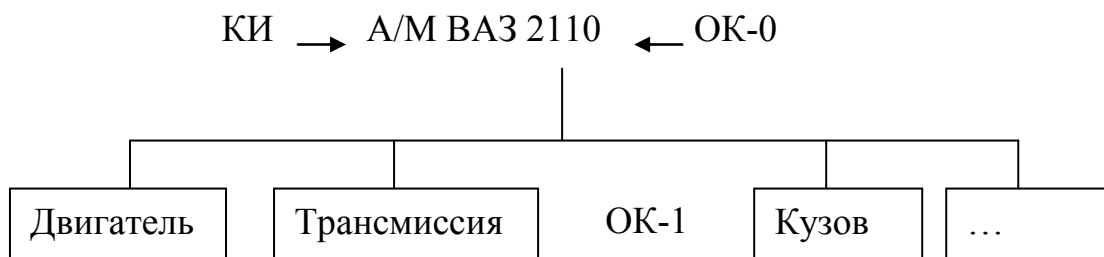 КИ А/М ВАЗ 2110 ОК-0
Двигатель Трансмиссия ОК-1 Кузов …